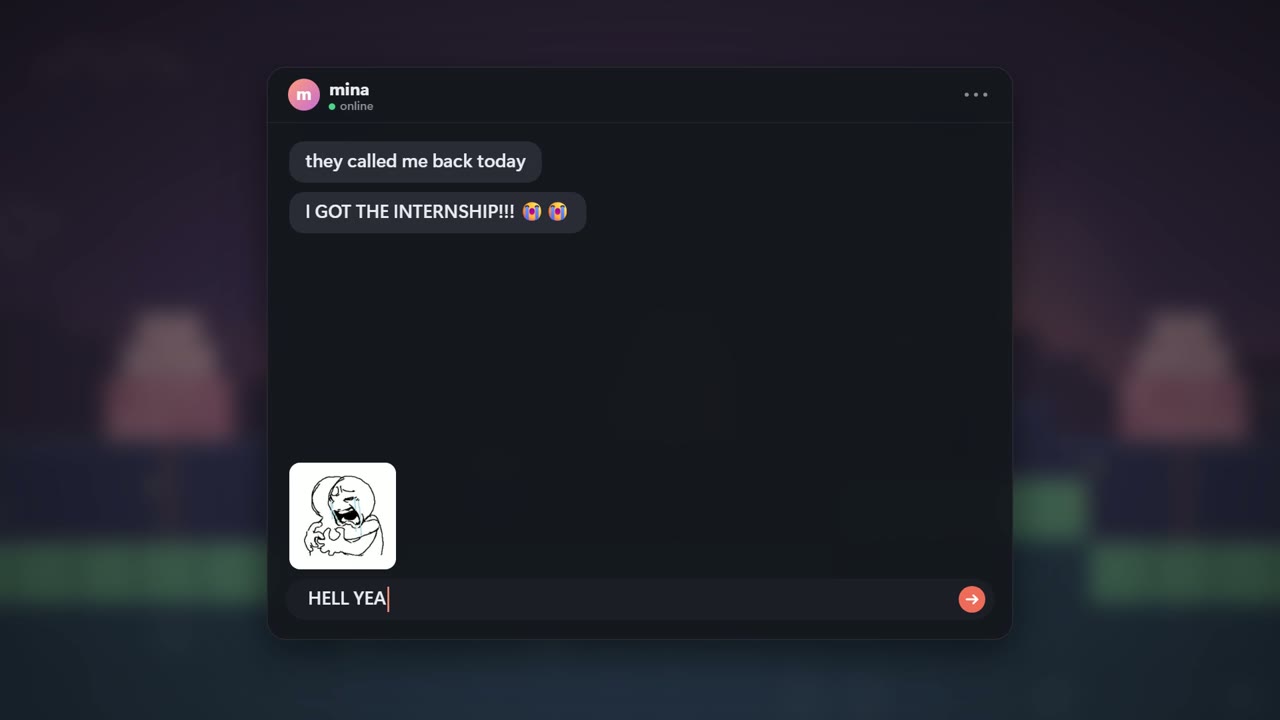 m
mina
online
they called me back today
I GOT THE INTERNSHIP!!! 😭 😭
HELL YEA